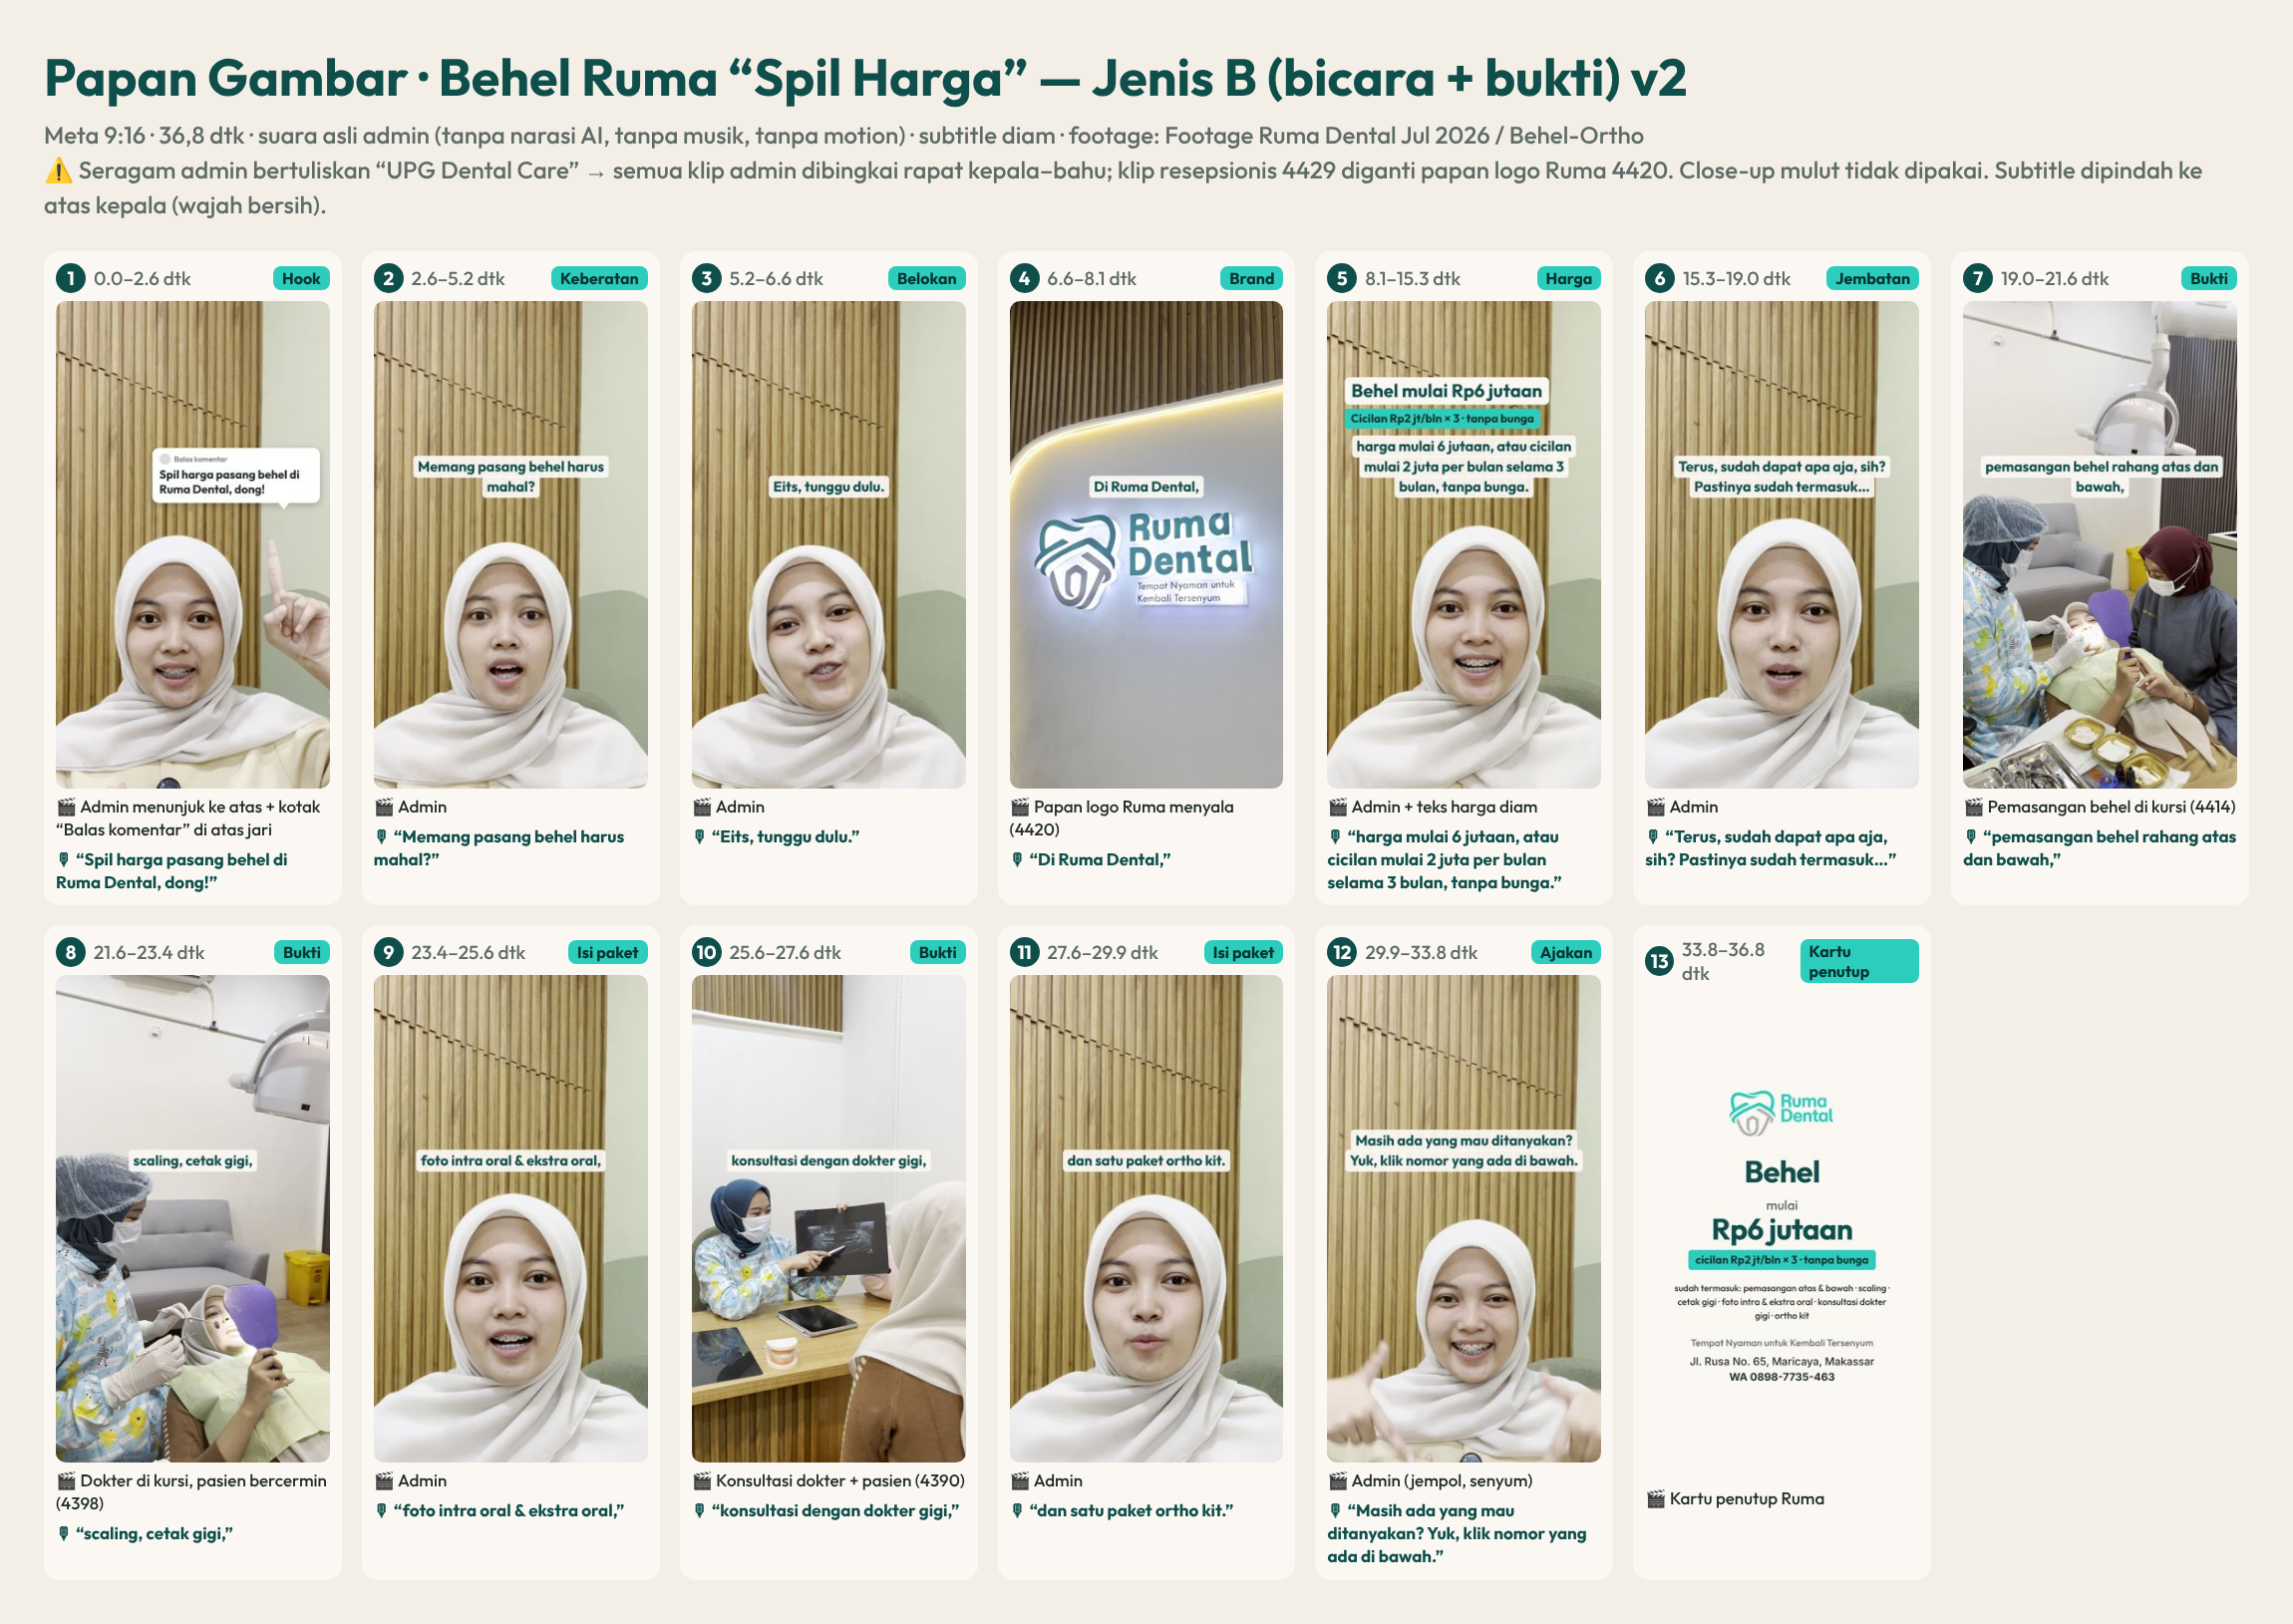 Papan Gambar · Behel Ruma “Spil Harga” — Jenis B (bicara + bukti) v2
Meta 9:16 · 36,8 dtk · suara asli admin (tanpa narasi AI, tanpa musik, tanpa motion) · subtitle diam · footage: Footage Ruma Dental Jul 2026 / Behel-Ortho
⚠️ Seragam admin bertuliskan “UPG Dental Care” → semua klip admin dibingkai rapat kepala–bahu; klip resepsionis 4429 diganti papan logo Ruma 4420. Close-up mulut tidak dipakai. Subtitle dipindah ke
atas kepala (wajah bersih).
1 0.0–2.6 dtk Hook
Balas komentar
Spil harga pasang behel di
Ruma Dental, dong!
🎬 Admin menunjuk ke atas + kotak
“Balas komentar” di atas jari
🎙 “Spil harga pasang behel di
Ruma Dental, dong!”
2 2.6–5.2 dtk Keberatan
Memang pasang behel harus
mahal?
🎬 Admin
🎙 “Memang pasang behel harus
mahal?”
3 5.2–6.6 dtk Belokan
Eits, tunggu dulu.
🎬 Admin
🎙 “Eits, tunggu dulu.”
4 6.6–8.1 dtk Brand
Di Ruma Dental,
Ruma
Dental
Tempat Nyaman untuk
Kembali Tersenyum
🎬 Papan logo Ruma menyala
(4420)
🎙 “Di Ruma Dental,”
5 8.1–15.3 dtk Harga
Behel mulai Rp6 jutaan
Cicilan Rp2 jt/bln × 3 · tanpa bunga
harga mulai 6 jutaan, atau cicilan
mulai 2 juta per bulan selama 3
bulan, tanpa bunga.
🎬 Admin + teks harga diam
🎙 “harga mulai 6 jutaan, atau
cicilan mulai 2 juta per bulan
selama 3 bulan, tanpa bunga.”
6 15.3–19.0 dtk Jembatan
Terus, sudah dapat apa aja, sih?
Pastinya sudah termasuk...
🎬 Admin
🎙 “Terus, sudah dapat apa aja,
sih? Pastinya sudah termasuk...”
7 19.0–21.6 dtk Bukti
pemasangan behel rahang atas dan
bawah,
🎬 Pemasangan behel di kursi (4414)
🎙 “pemasangan behel rahang atas
dan bawah,”
8 21.6–23.4 dtk Bukti
scaling, cetak gigi,
🎬 Dokter di kursi, pasien bercermin
(4398)
🎙 “scaling, cetak gigi,”
9 23.4–25.6 dtk Isi paket
foto intra oral & ekstra oral,
🎬 Admin
🎙 “foto intra oral & ekstra oral,”
10 25.6–27.6 dtk Bukti
konsultasi dengan dokter gigi,
🎬 Konsultasi dokter + pasien (4390)
🎙 “konsultasi dengan dokter gigi,”
11 27.6–29.9 dtk Isi paket
dan satu paket ortho kit.
🎬 Admin
🎙 “dan satu paket ortho kit.”
12 29.9–33.8 dtk Ajakan
Masih ada yang mau ditanyakan?
Yuk, klik nomor yang ada di bawah.
🎬 Admin (jempol, senyum)
🎙 “Masih ada yang mau
ditanyakan? Yuk, klik nomor yang
ada di bawah.”
13 33.8–36.8
dtk
Kartu
penutup
Ruma
Dental
Behel
mulai
Rp6 jutaan
cicilan Rp2 jt/bln × 3 · tanpa bunga
sudah termasuk: pemasangan atas & bawah · scaling ·
cetak gigi · foto intra & ekstra oral · konsultasi dokter
gigi · ortho kit
Tempat Nyaman untuk Kembali Tersenyum
Jl. Rusa No. 65, Maricaya, Makassar
WA 0898-7735-463
🎬 Kartu penutup Ruma